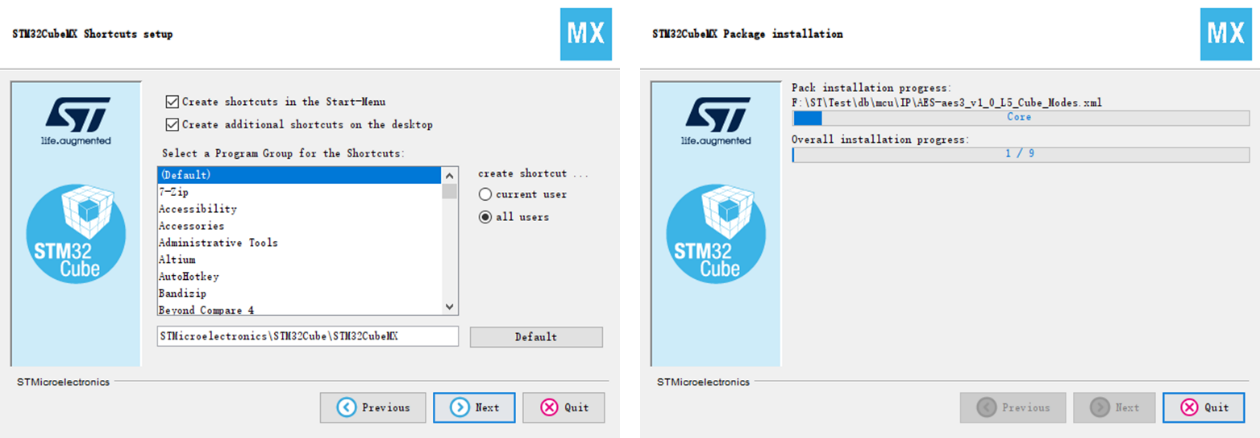 STM32CubeMX Shortcuts setup
MX
ST
life.augmented
STM32
Cube
Create shortcuts in the Start-Menu
Create additional shortcuts on the desktop
Select a Program Group for the Shortcuts:
(Default)
7-Zip
Accessibility
Accessories
Administrative Tools
Altium
AutoHotkey
Bandizip
Beyond Compare 4
create shortcut ...
current user
all users
STMicroelectronics\STM32Cube\STM32CubeMX
Default
STMicroelectronics
Previous
Next
Quit
STM32CubeMX Package installation
MX
ST
life.augmented
STM32
Cube
Pack installation progress:
F:\ST\Test\db\mcu\IP\AES-aes3_v1_0_L5_Cube_Modes.xml
Core
Overall installation progress:
1 / 9
STMicroelectronics
Previous
Next
Quit